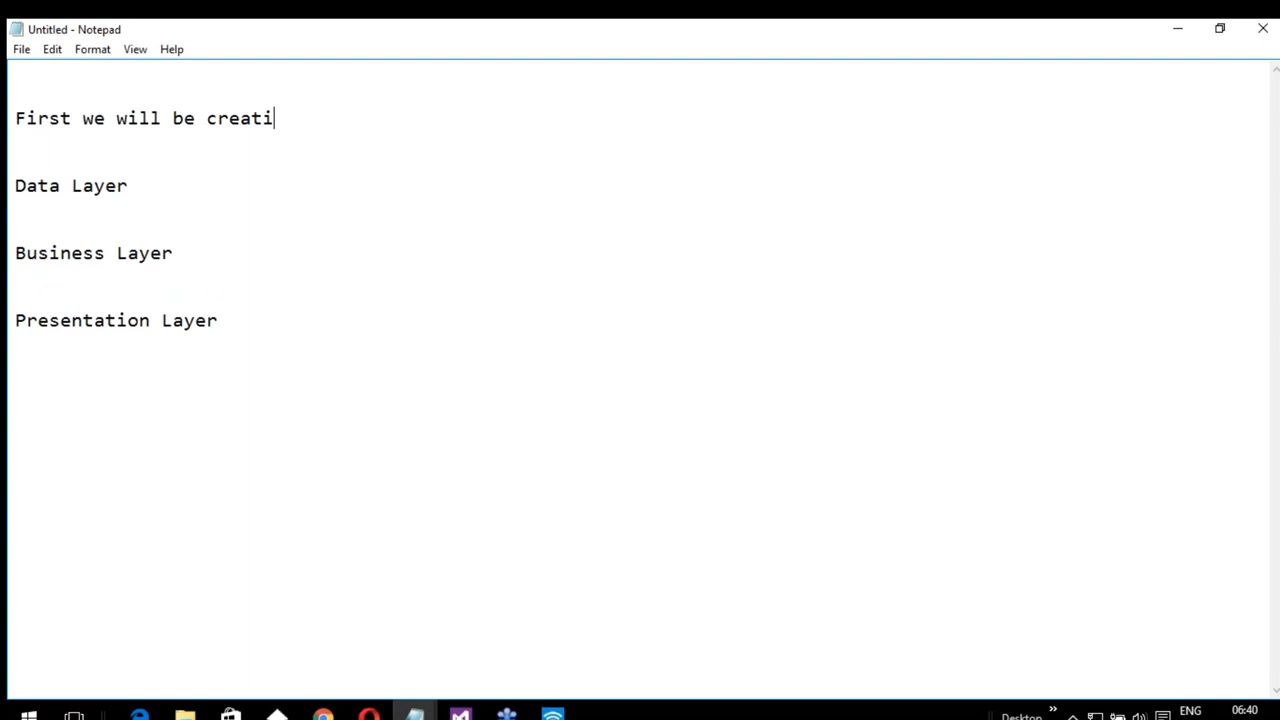 Untitled - Notepad
File Edit Format View Help
First we will be creati
Data Layer
Business Layer
Presentation Layer
Desktop
ENG
06:40